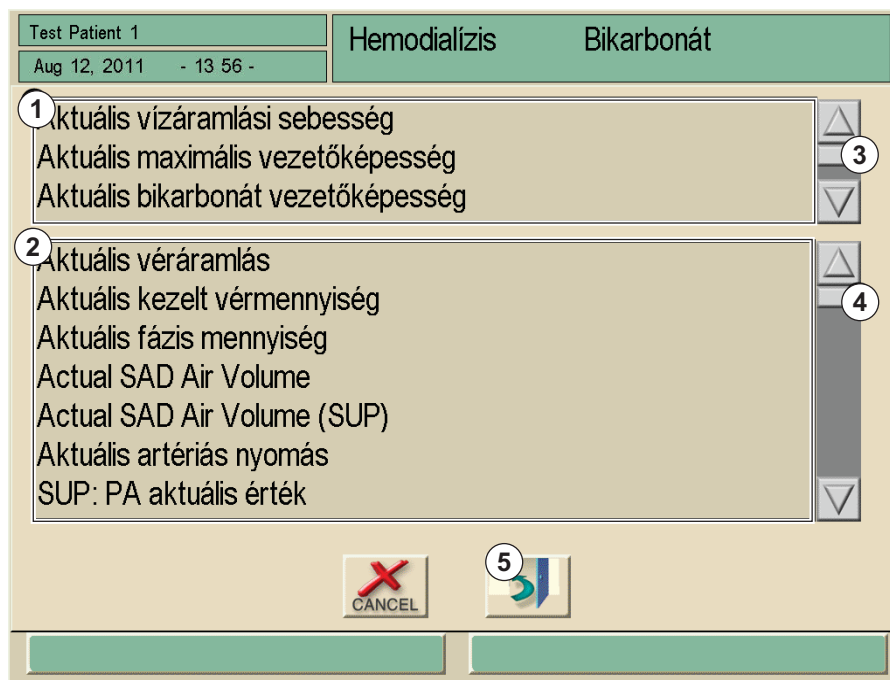 Test Patient 1
Hemodialízis Bikarbonát
Aug 12, 2011 - 13 56 -
1
Aktuális vízáramlási sebesség
Aktuális maximális vezetőképesség
3
Aktuális bikarbonát vezetőképesség
2
Aktuális véráramlás
Aktuális kezelt vérmennyiség
4
Aktuális fázis mennyiség
Actual SAD Air Volume
Actual SAD Air Volume (SUP)
Aktuális artériás nyomás
SUP: PA aktuális érték
5
CANCEL